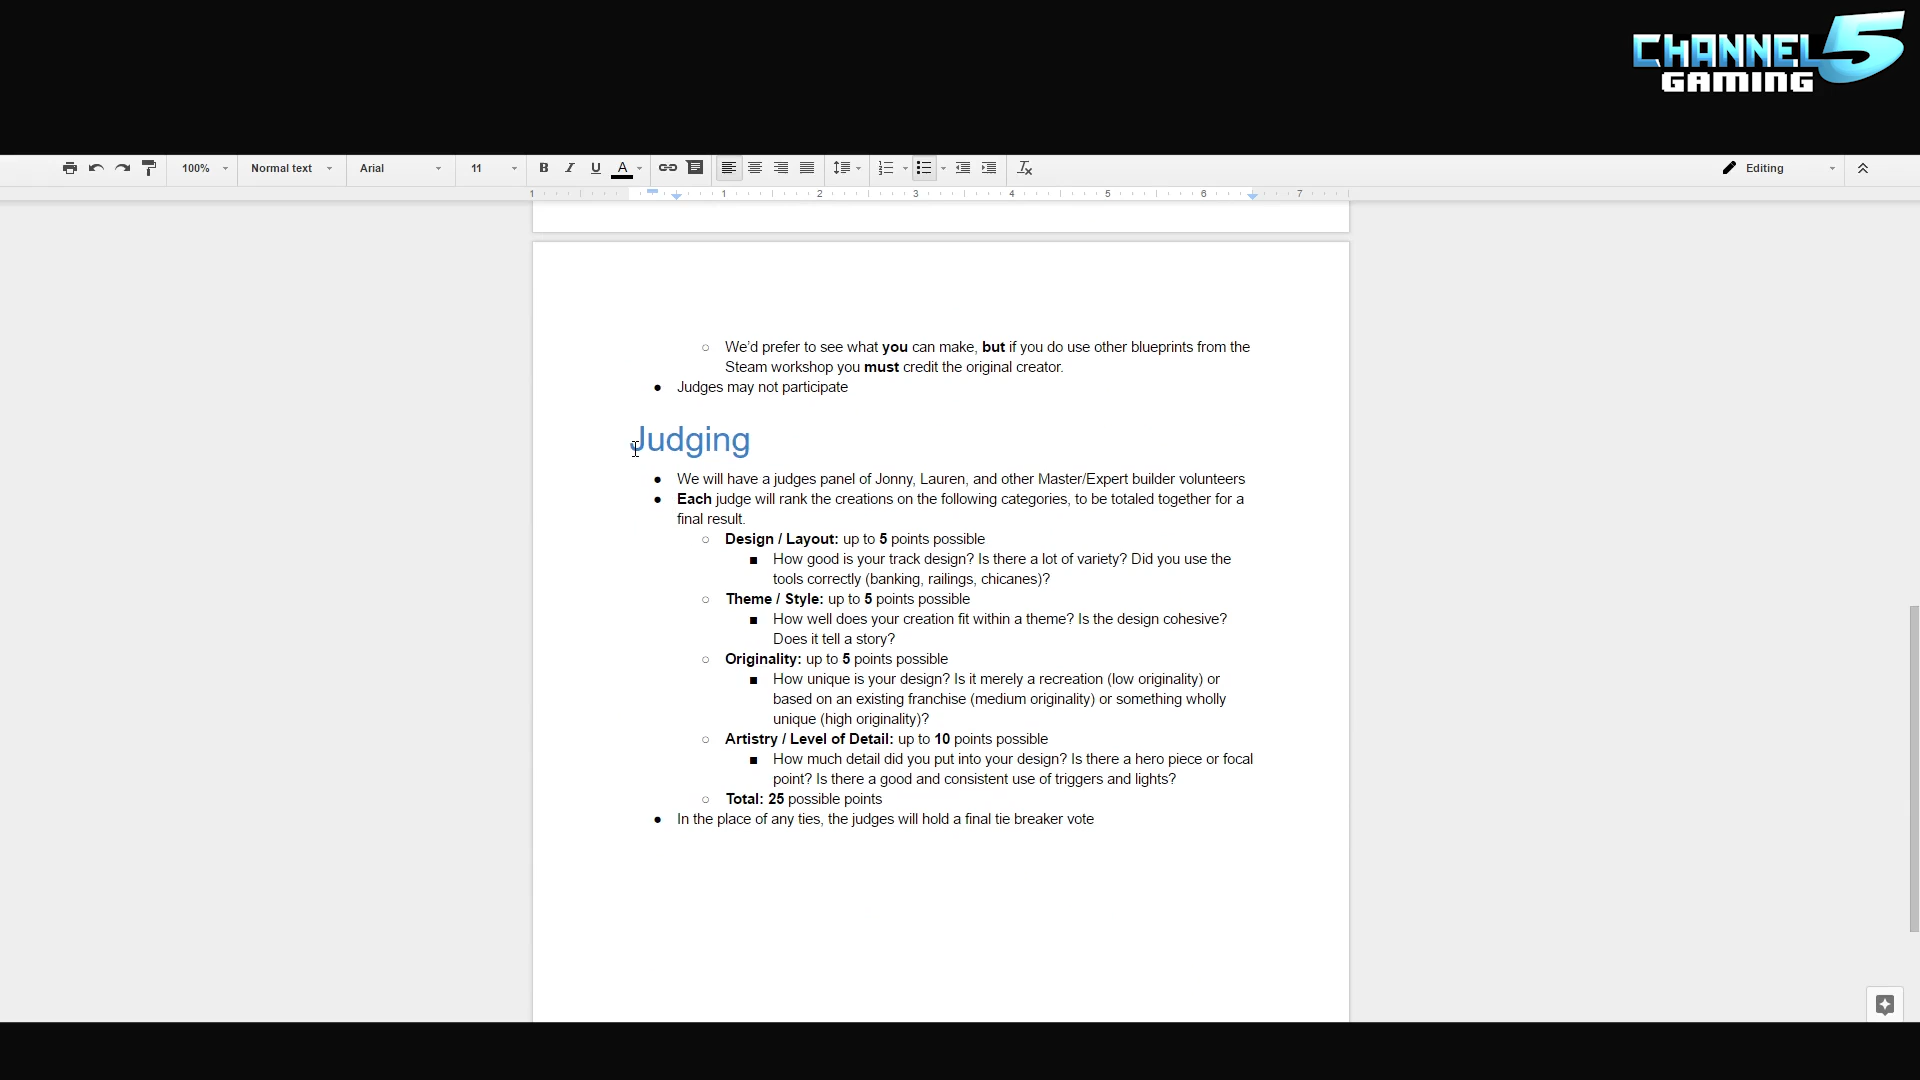 CHANNEL 5
GAMING
100% Normal text Arial 11 B I U A Editing
1 1 2 3 4 5 6 7
○ We’d prefer to see what you can make, but if you do use other blueprints from the
Steam workshop you must credit the original creator.
● Judges may not participate
Judging
● We will have a judges panel of Jonny, Lauren, and other Master/Expert builder volunteers
● Each judge will rank the creations on the following categories, to be totaled together for a
final result.
○ Design / Layout: up to 5 points possible
■ How good is your track design? Is there a lot of variety? Did you use the
tools correctly (banking, railings, chicanes)?
○ Theme / Style: up to 5 points possible
■ How well does your creation fit within a theme? Is the design cohesive?
Does it tell a story?
○ Originality: up to 5 points possible
■ How unique is your design? Is it merely a recreation (low originality) or
based on an existing franchise (medium originality) or something wholly
unique (high originality)?
○ Artistry / Level of Detail: up to 10 points possible
■ How much detail did you put into your design? Is there a hero piece or focal
point? Is there a good and consistent use of triggers and lights?
○ Total: 25 possible points
● In the place of any ties, the judges will hold a final tie breaker vote